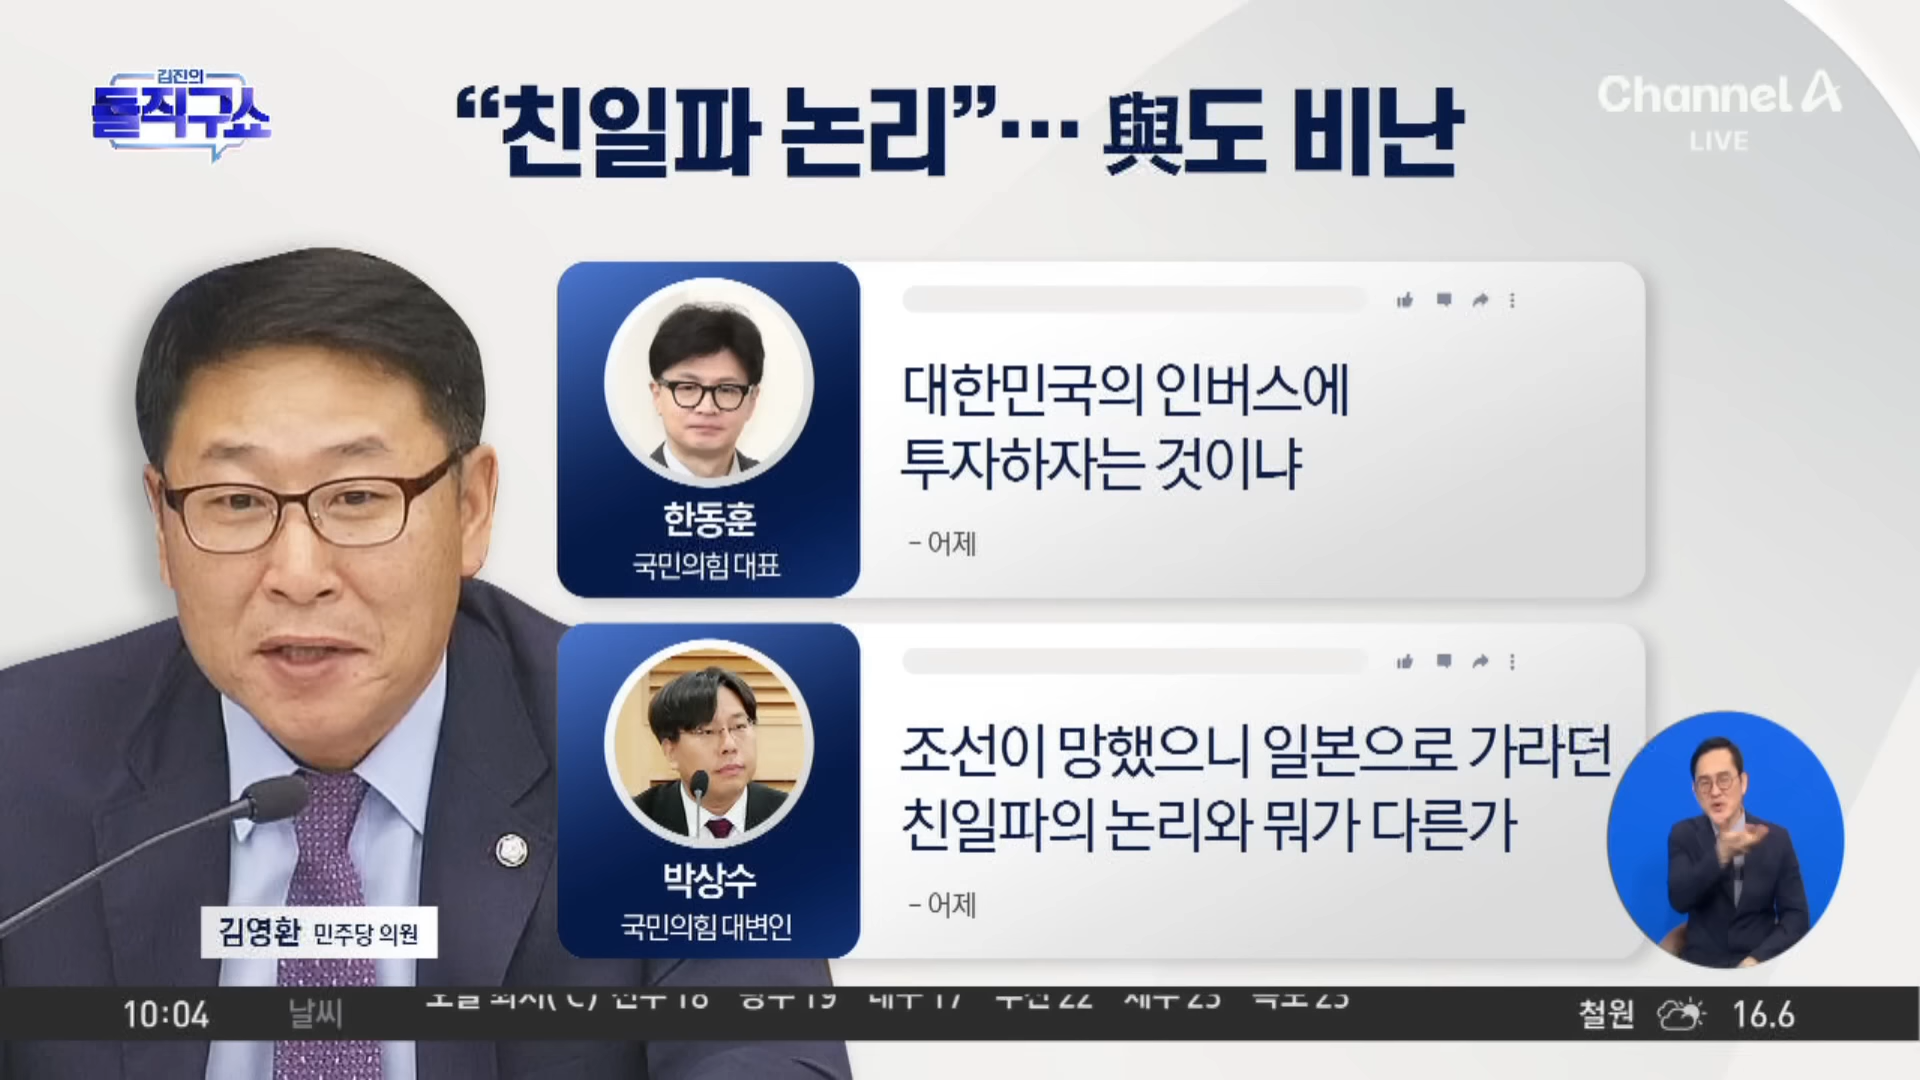 김진의
돌직구쇼
“친일파 논리”… 與도 비난
Channel A
LIVE
대한민국의 인버스에
투자하자는 것이냐
- 어제
한동훈
국민의힘 대표
조선이 망했으니 일본으로 가라던
친일파의 논리와 뭐가 다른가
- 어제
박상수
국민의힘 대변인
김영환 민주당 의원
10:04 날씨
철원 16.6